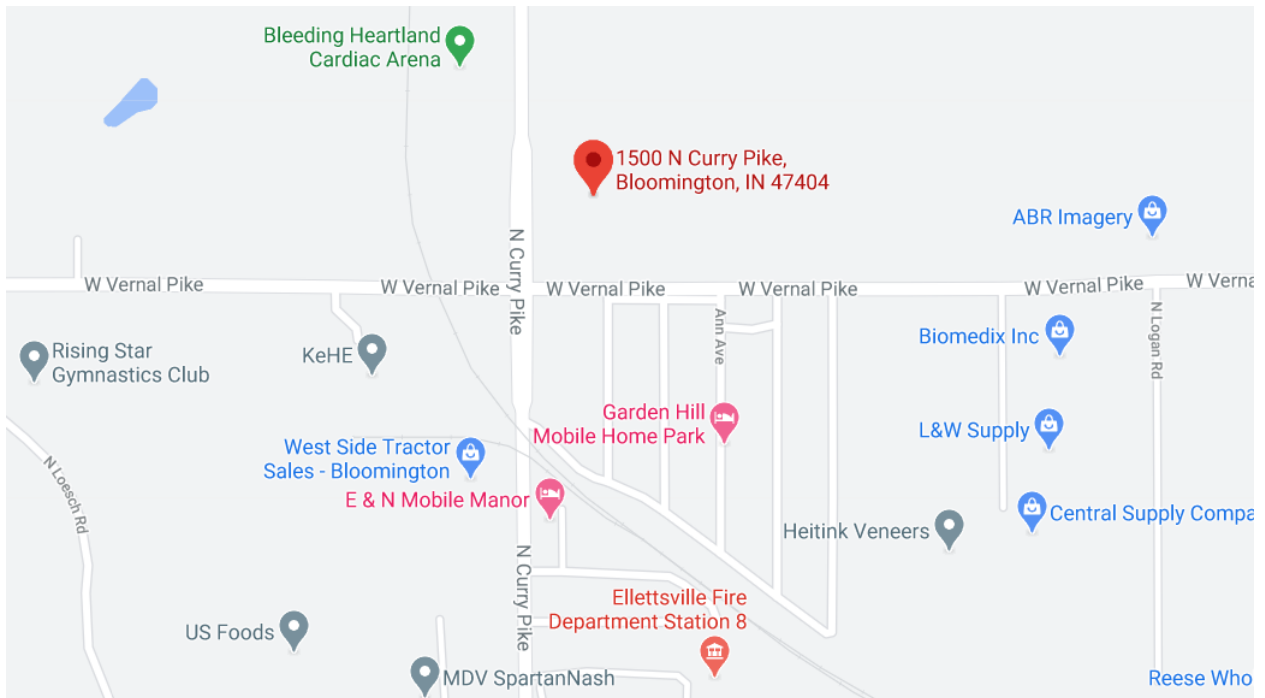 Bleeding Heartland
Cardiac Arena
1500 N Curry Pike,
Bloomington, IN 47404
ABR Imagery
N Curry Pike
W Vernal Pike
W Vernal Pike
W Vernal Pike
W Vernal Pike
W Vernal Pike
W Verna
Ann Ave
N Logan Rd
Biomedix Inc
Rising Star
Gymnastics Club
KeHE
Garden Hill
Mobile Home Park
L&W Supply
West Side Tractor
Sales - Bloomington
E & N Mobile Manor
N Loesch Rd
Heitink Veneers
Central Supply Compa
N Curry Pike
Ellettsville Fire
Department Station 8
US Foods
MDV SpartanNash
Reese Who